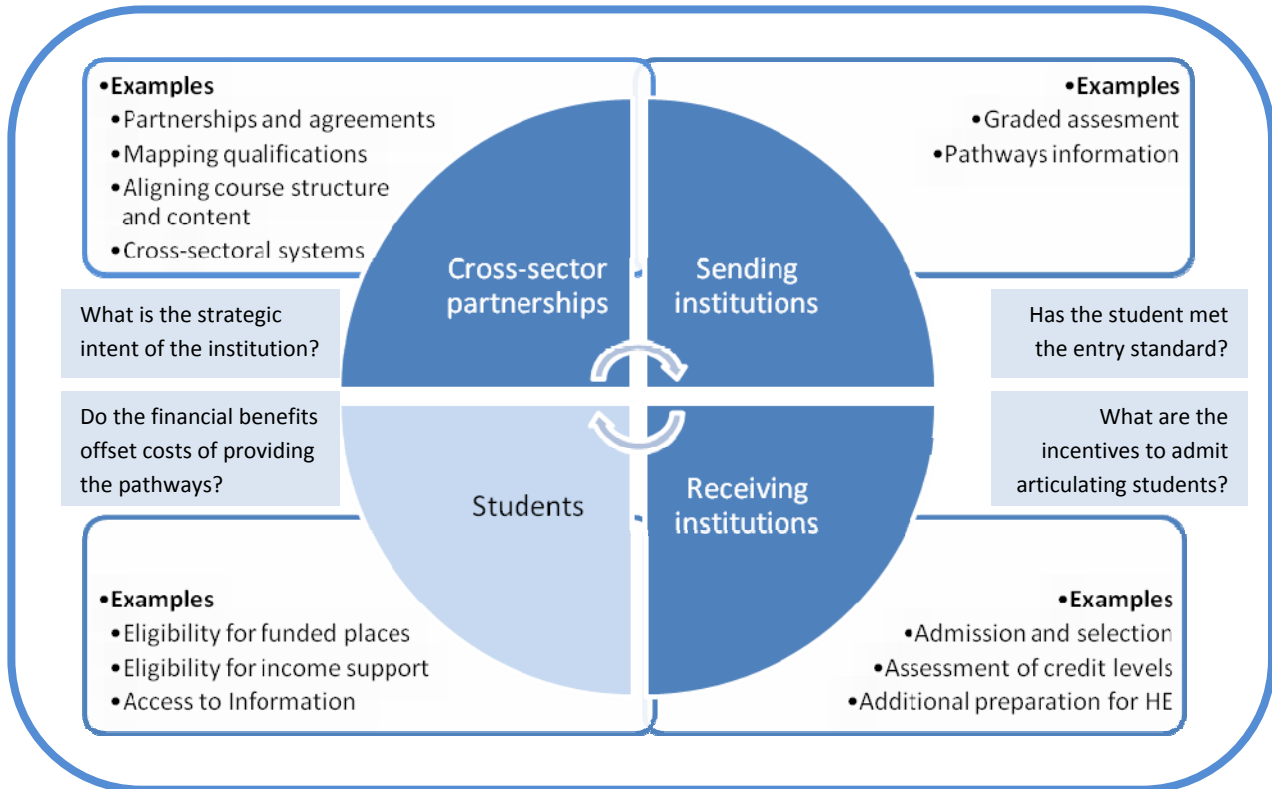 •Examples
•Partnerships and agreements
•Mapping qualifications
•Aligning course structure
and content
•Cross-sectoral systems
•Examples
•Graded assesment
•Pathways information
Cross-sector
partnerships
Sending
institutions
What is the strategic
intent of the institution?
Has the student met
the entry standard?
Do the financial benefits
offset costs of providing
the pathways?
What are the
incentives to admit
articulating students?
Students
Receiving
institutions
•Examples
•Eligibility for funded places
•Eligibility for income support
•Access to Information
•Examples
•Admission and selection
•Assessment of credit levels
•Additional preparation for HE